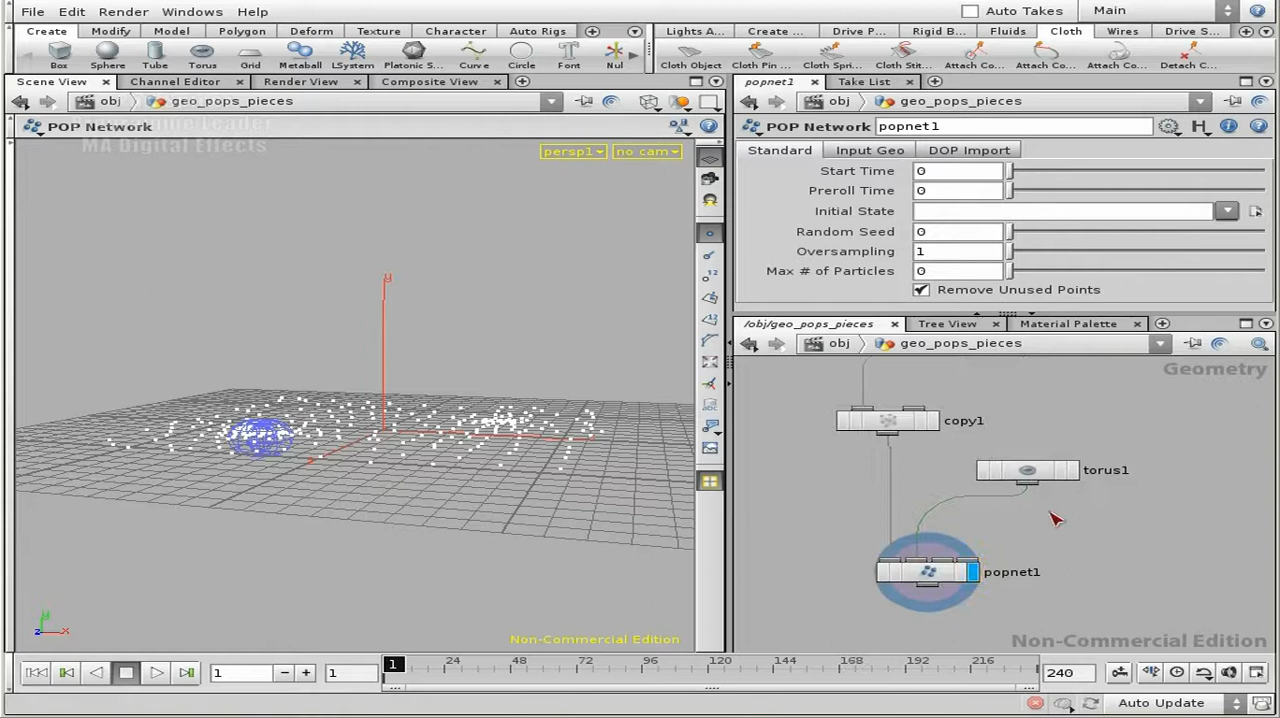 File Edit Render Windows Help Auto Takes Main
Create Modify Model Polygon Deform Texture Character Auto Rigs Lights A... Create ... Drive P... Rigid B... Fluids Cloth Wires Drive S...
Box Sphere Tube Torus Grid Metaball LSystem Platonic S... Curve Circle Font Nul Cloth Object Cloth Pin ... Cloth Spri... Cloth Stit... Attach Co... Attach Co... Attach Co... Detach C...
Scene View Channel Editor Render View Composite View popnet1 Take List
obj geo_pops_pieces obj geo_pops_pieces
POP Network POP Network popnet1
MA Digital Effects
persp1 no cam
Standard Input Geo DOP Import
Start Time 0
Preroll Time 0
Initial State
Random Seed 0
Oversampling 1
Max # of Particles 0
Remove Unused Points
/obj/geo_pops_pieces Tree View Material Palette
obj geo_pops_pieces
Geometry
copy1
torus1
popnet1
y
y
z x
Non-Commercial Edition
Non-Commercial Edition
1 1 1 24 48 72 96 120 144 168 192 216 240
Auto Update